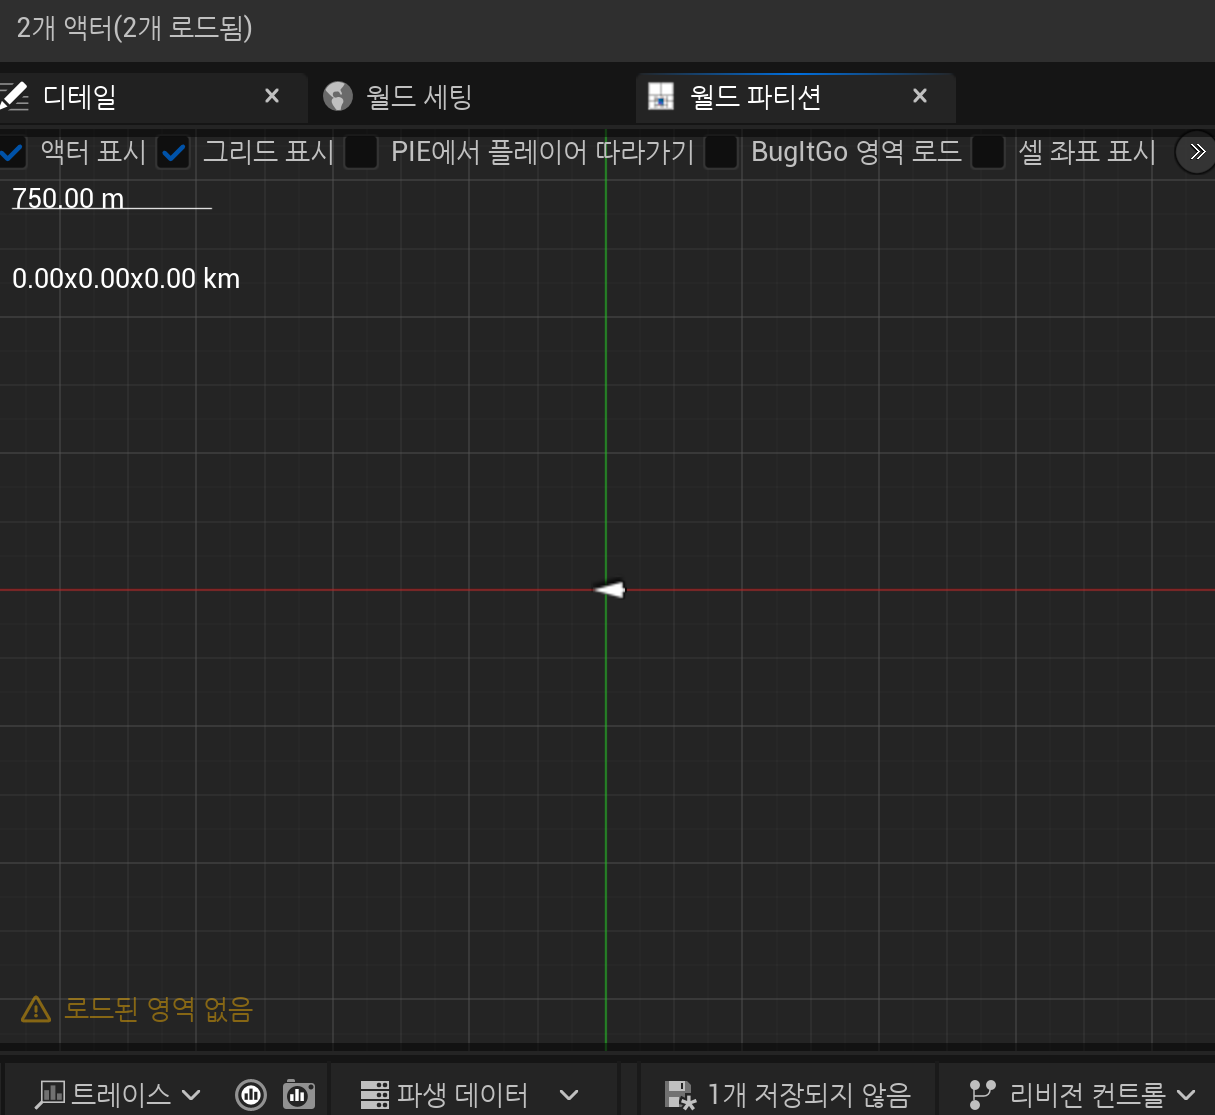 2개 액터(2개 로드됨)
디테일 월드 세팅 월드 파티션
액터 표시 그리드 표시 PIE에서 플레이어 따라가기 BugItGo 영역 로드 셀 좌표 표시
750.00 m
0.00x0.00x0.00 km
로드된 영역 없음
트레이스 파생 데이터 1개 저장되지 않음 리비전 컨트롤